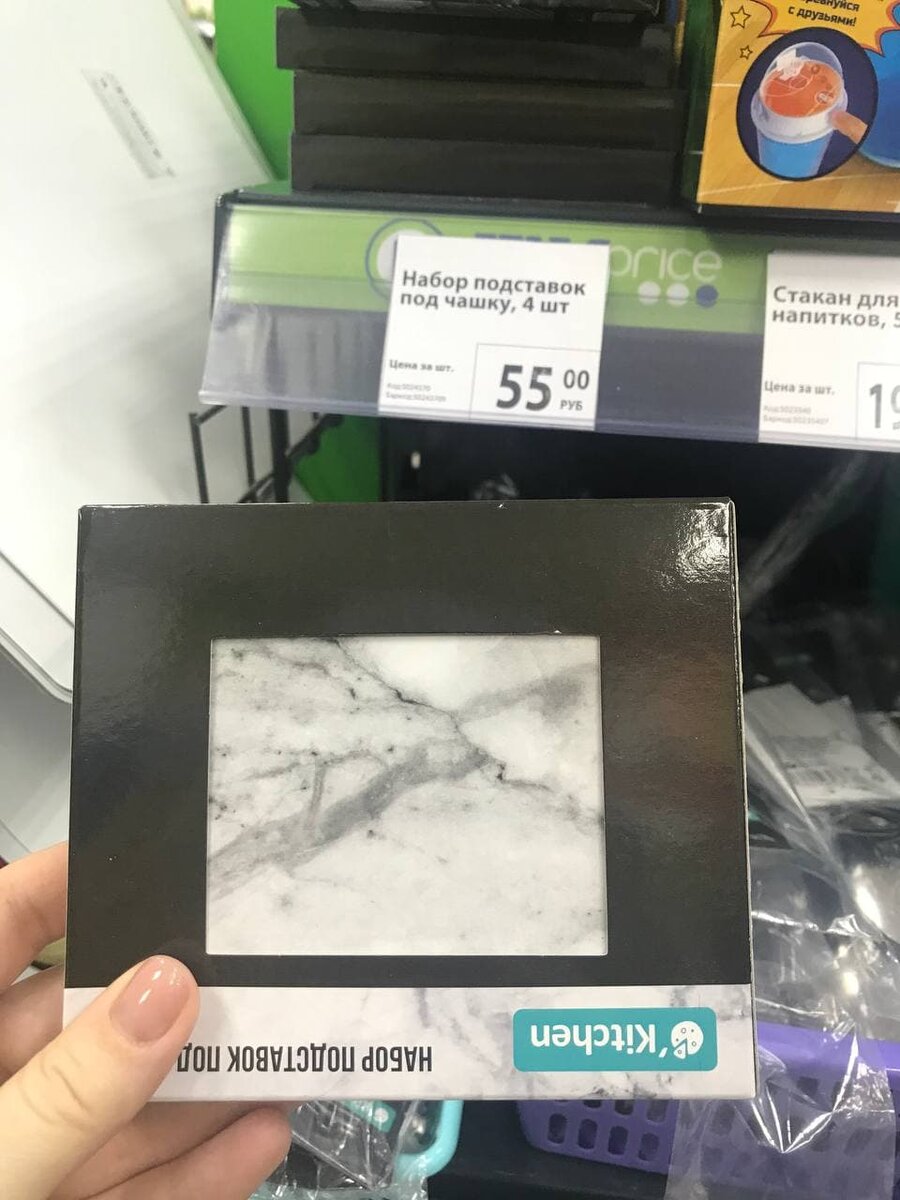 с друзьями!
price
Набор подставок
под чашку, 4 шт
Цена за шт.
55 00
РУБ
Стакан для
напитков,
Цена за шт.
Kitchen
НАБОР ПОДСТАВОК ПОД